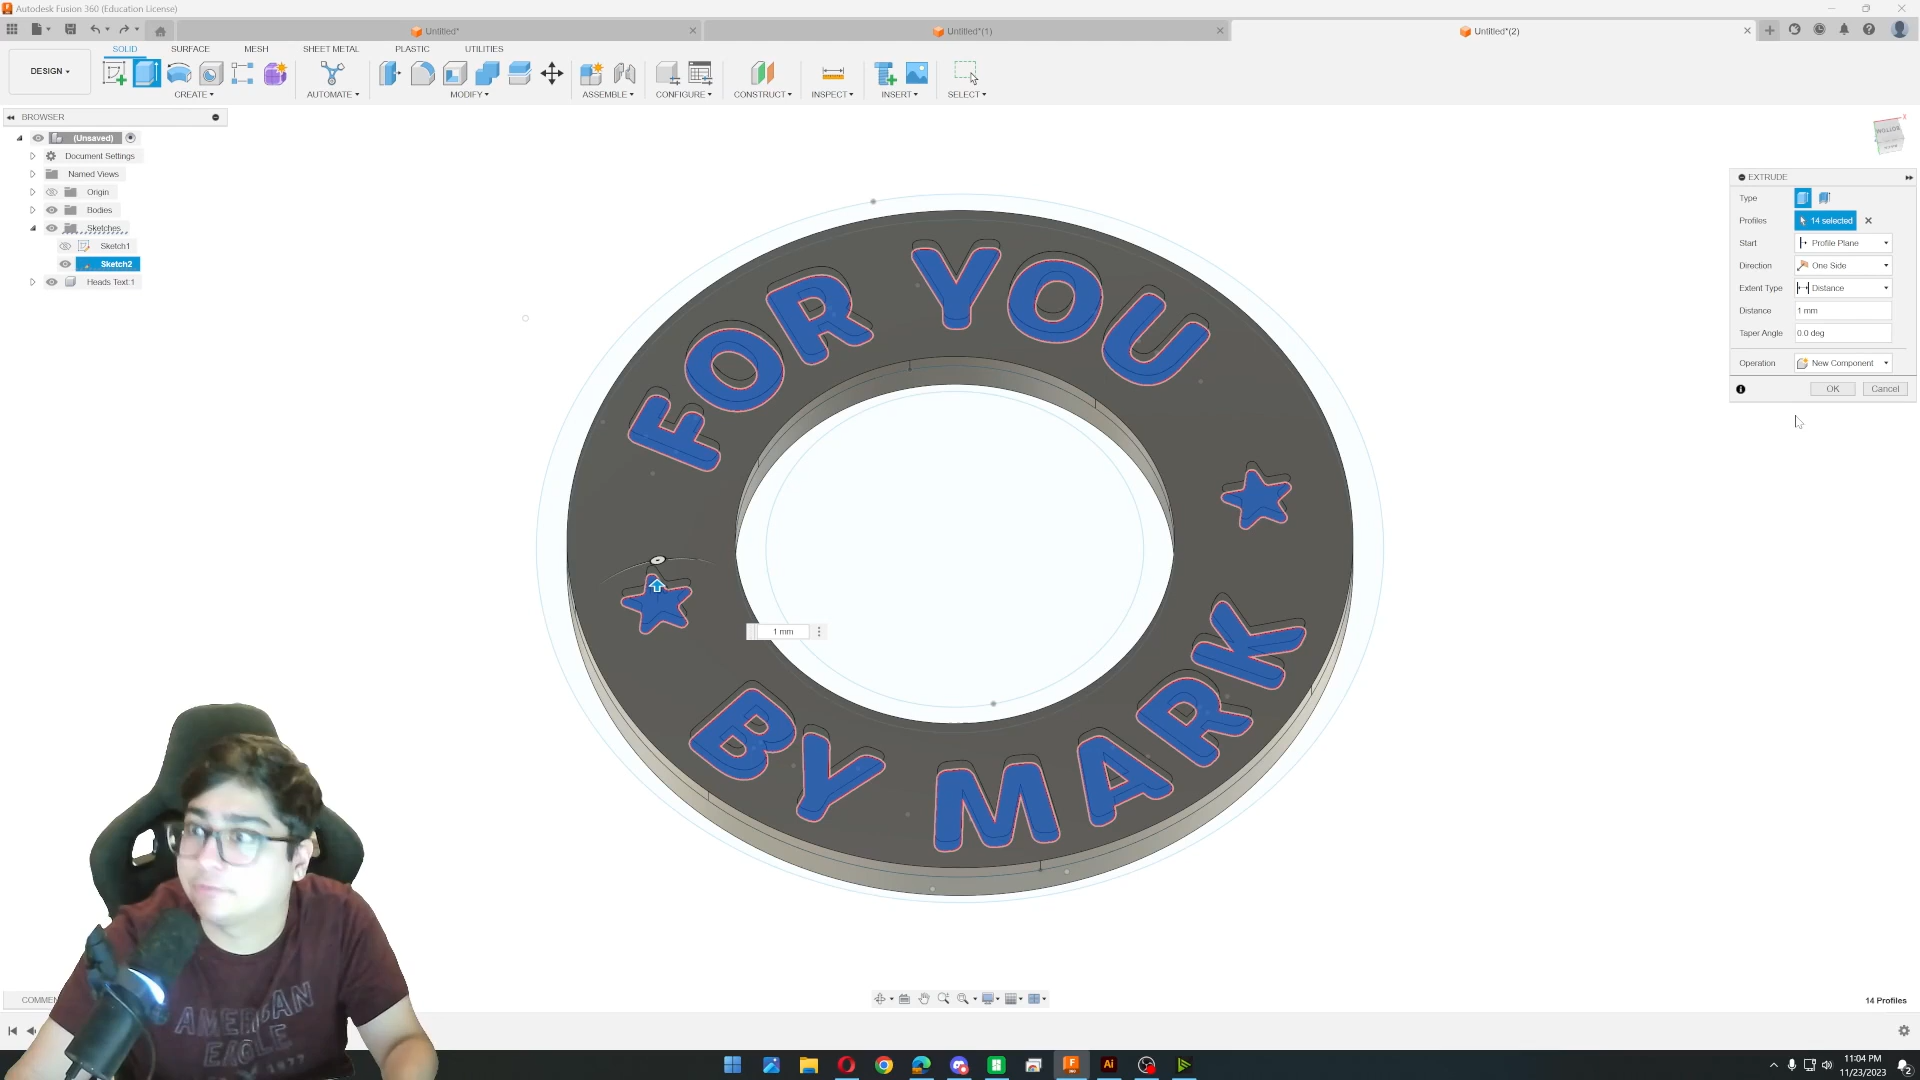 Autodesk Fusion 360 (Education License)
Untitled*
Untitled*(1)
Untitled*(2)
SOLID
SURFACE
MESH
SHEET METAL
PLASTIC
UTILITIES
DESIGN
CREATE
AUTOMATE
MODIFY
ASSEMBLE
CONFIGURE
CONSTRUCT
INSPECT
INSERT
SELECT
BROWSER
(Unsaved)
Document Settings
Named Views
Origin
Bodies
Sketches
Sketch1
Sketch2
Heads Text:1
BOTTOM
X
EXTRUDE
Type
Profiles 14 selected
Start Profile Plane
Direction One Side
Extent Type Distance
Distance 1 mm
Taper Angle 0.0 deg
Operation New Component
OK Cancel
FOR YOU
1 mm
BY MARK
AMERICAN
EAGLE
COMMEN
14 Profiles
Ai
11:04 PM
11/23/2023
2